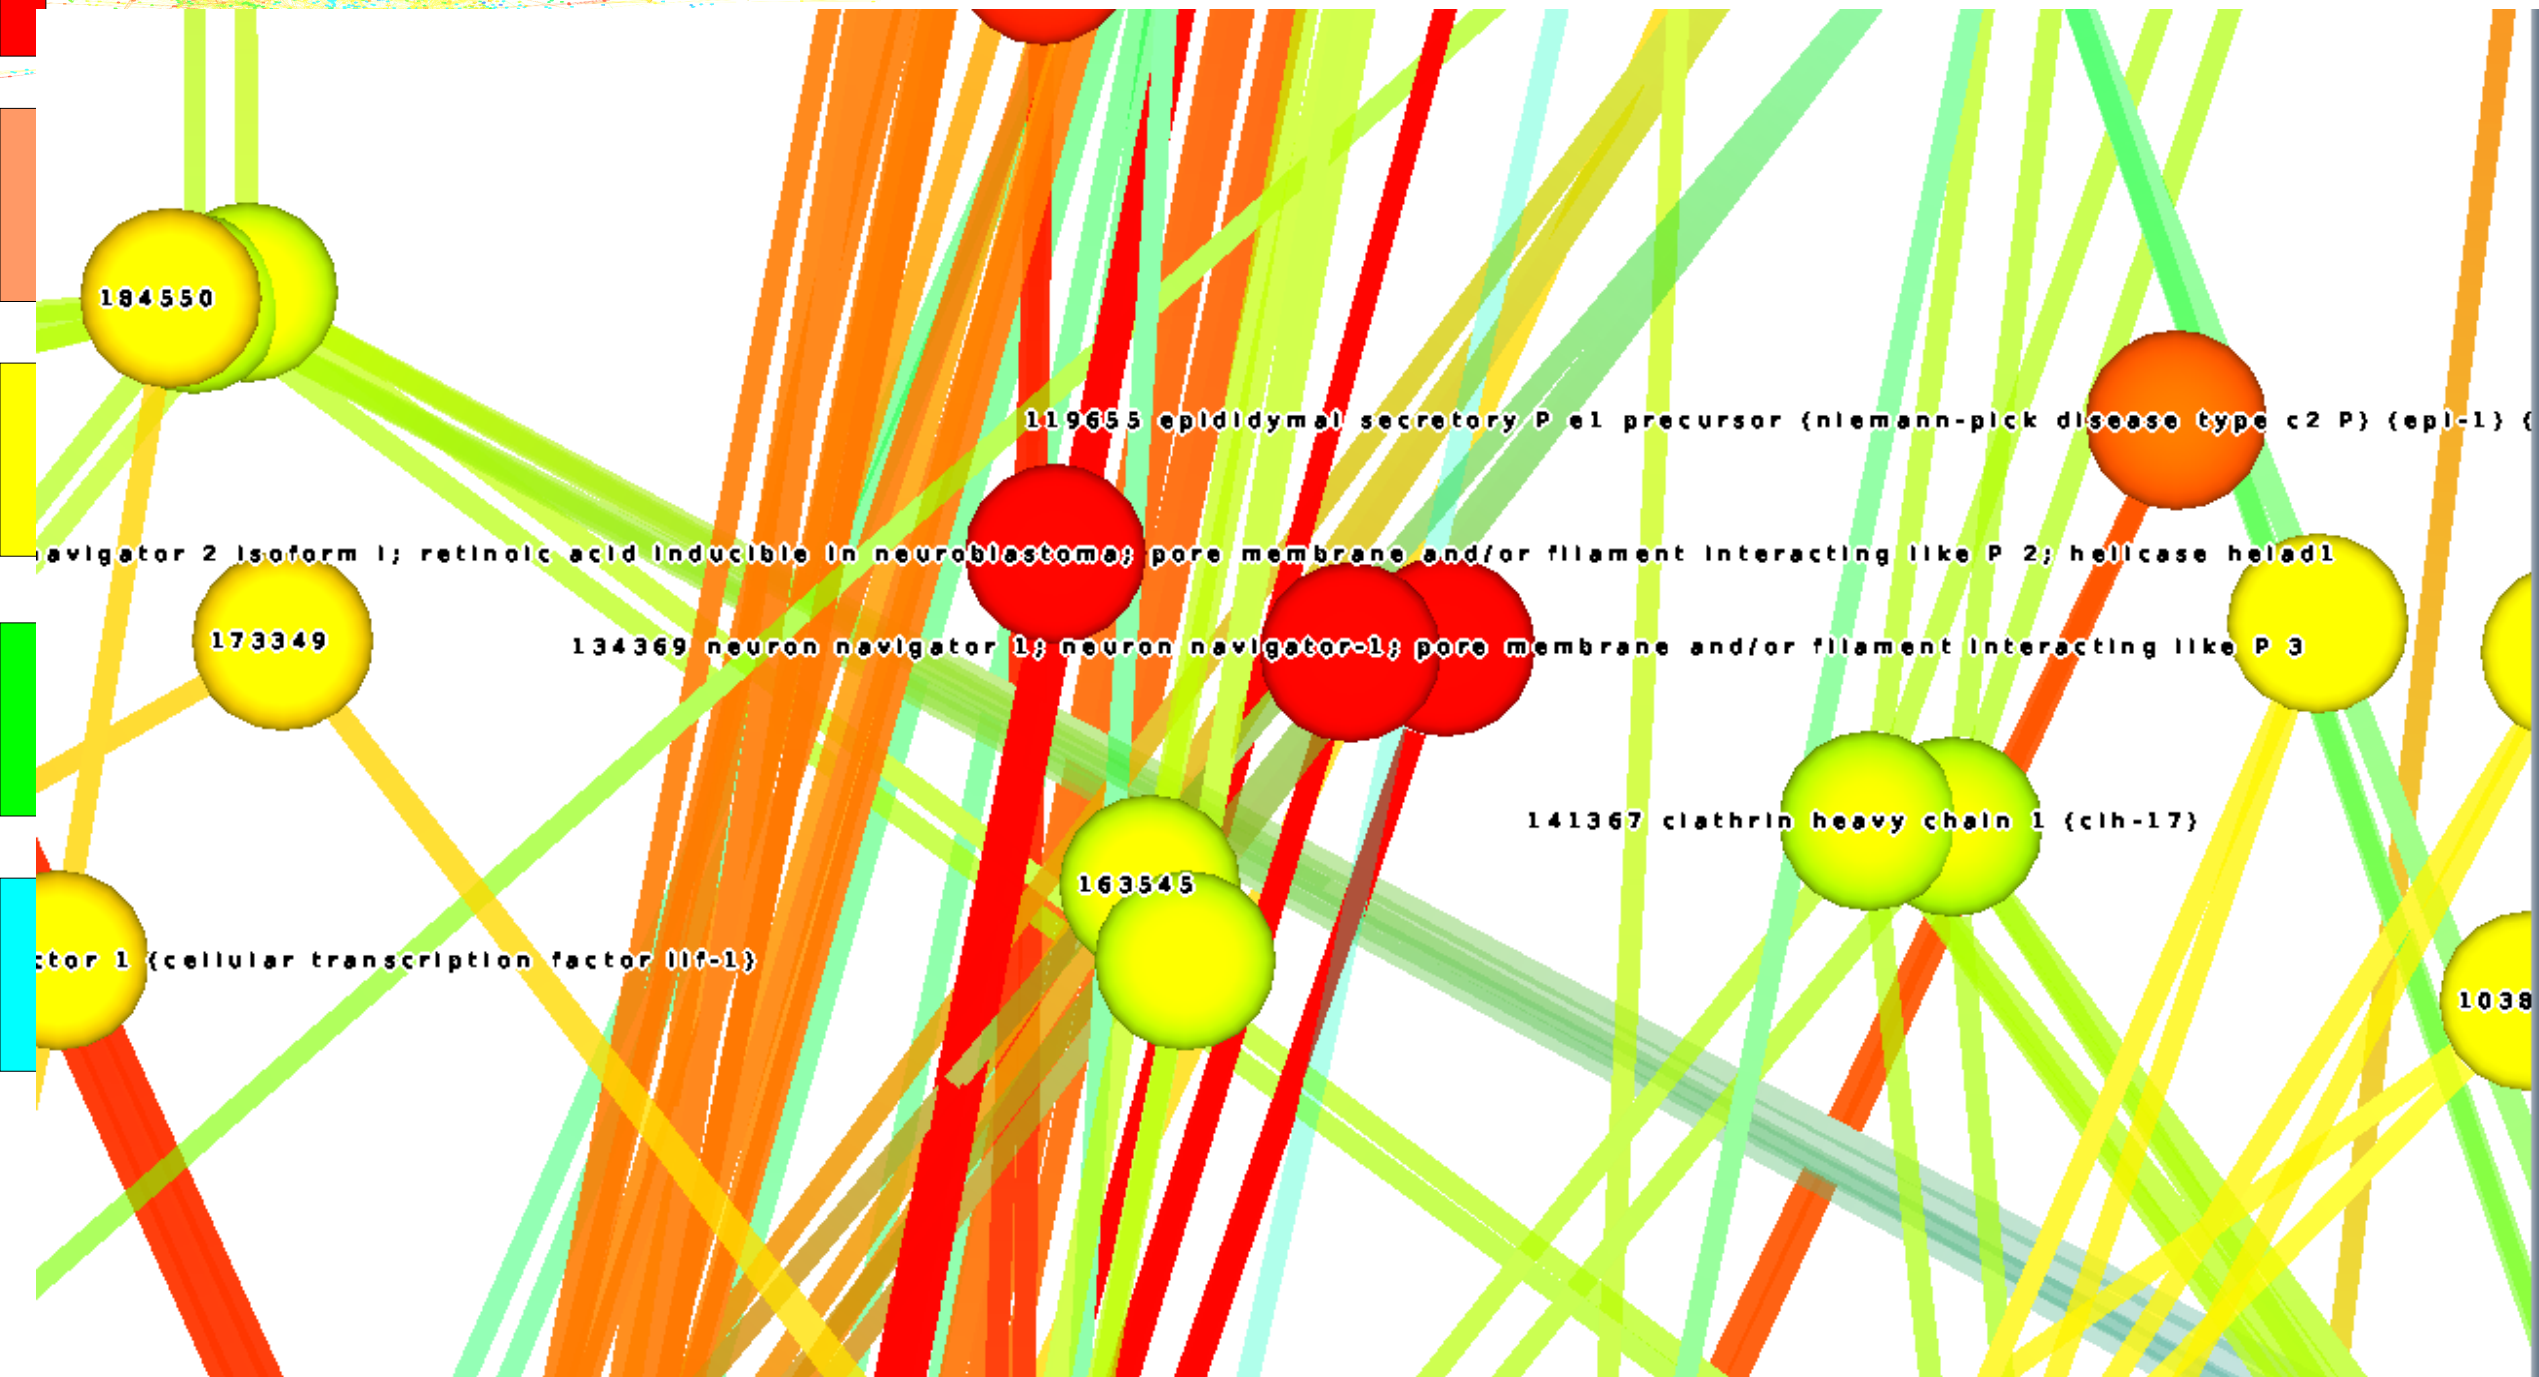 184550
119655 epididymal secretory P e1 precursor {niemann-pick disease type c2 P} {epi-1} {
avigator 2 isoform 1; retinoic acid inducible in neuroblastoma; pore membrane and/or filament interacting like P 2; helicase helad1
173349
134369 neuron navigator 1; neuron navigator-1; pore membrane and/or filament interacting like P 3
141367 clathrin heavy chain 1 {clh-17}
163545
ctor 1 {cellular transcription factor ilf-1}
1038